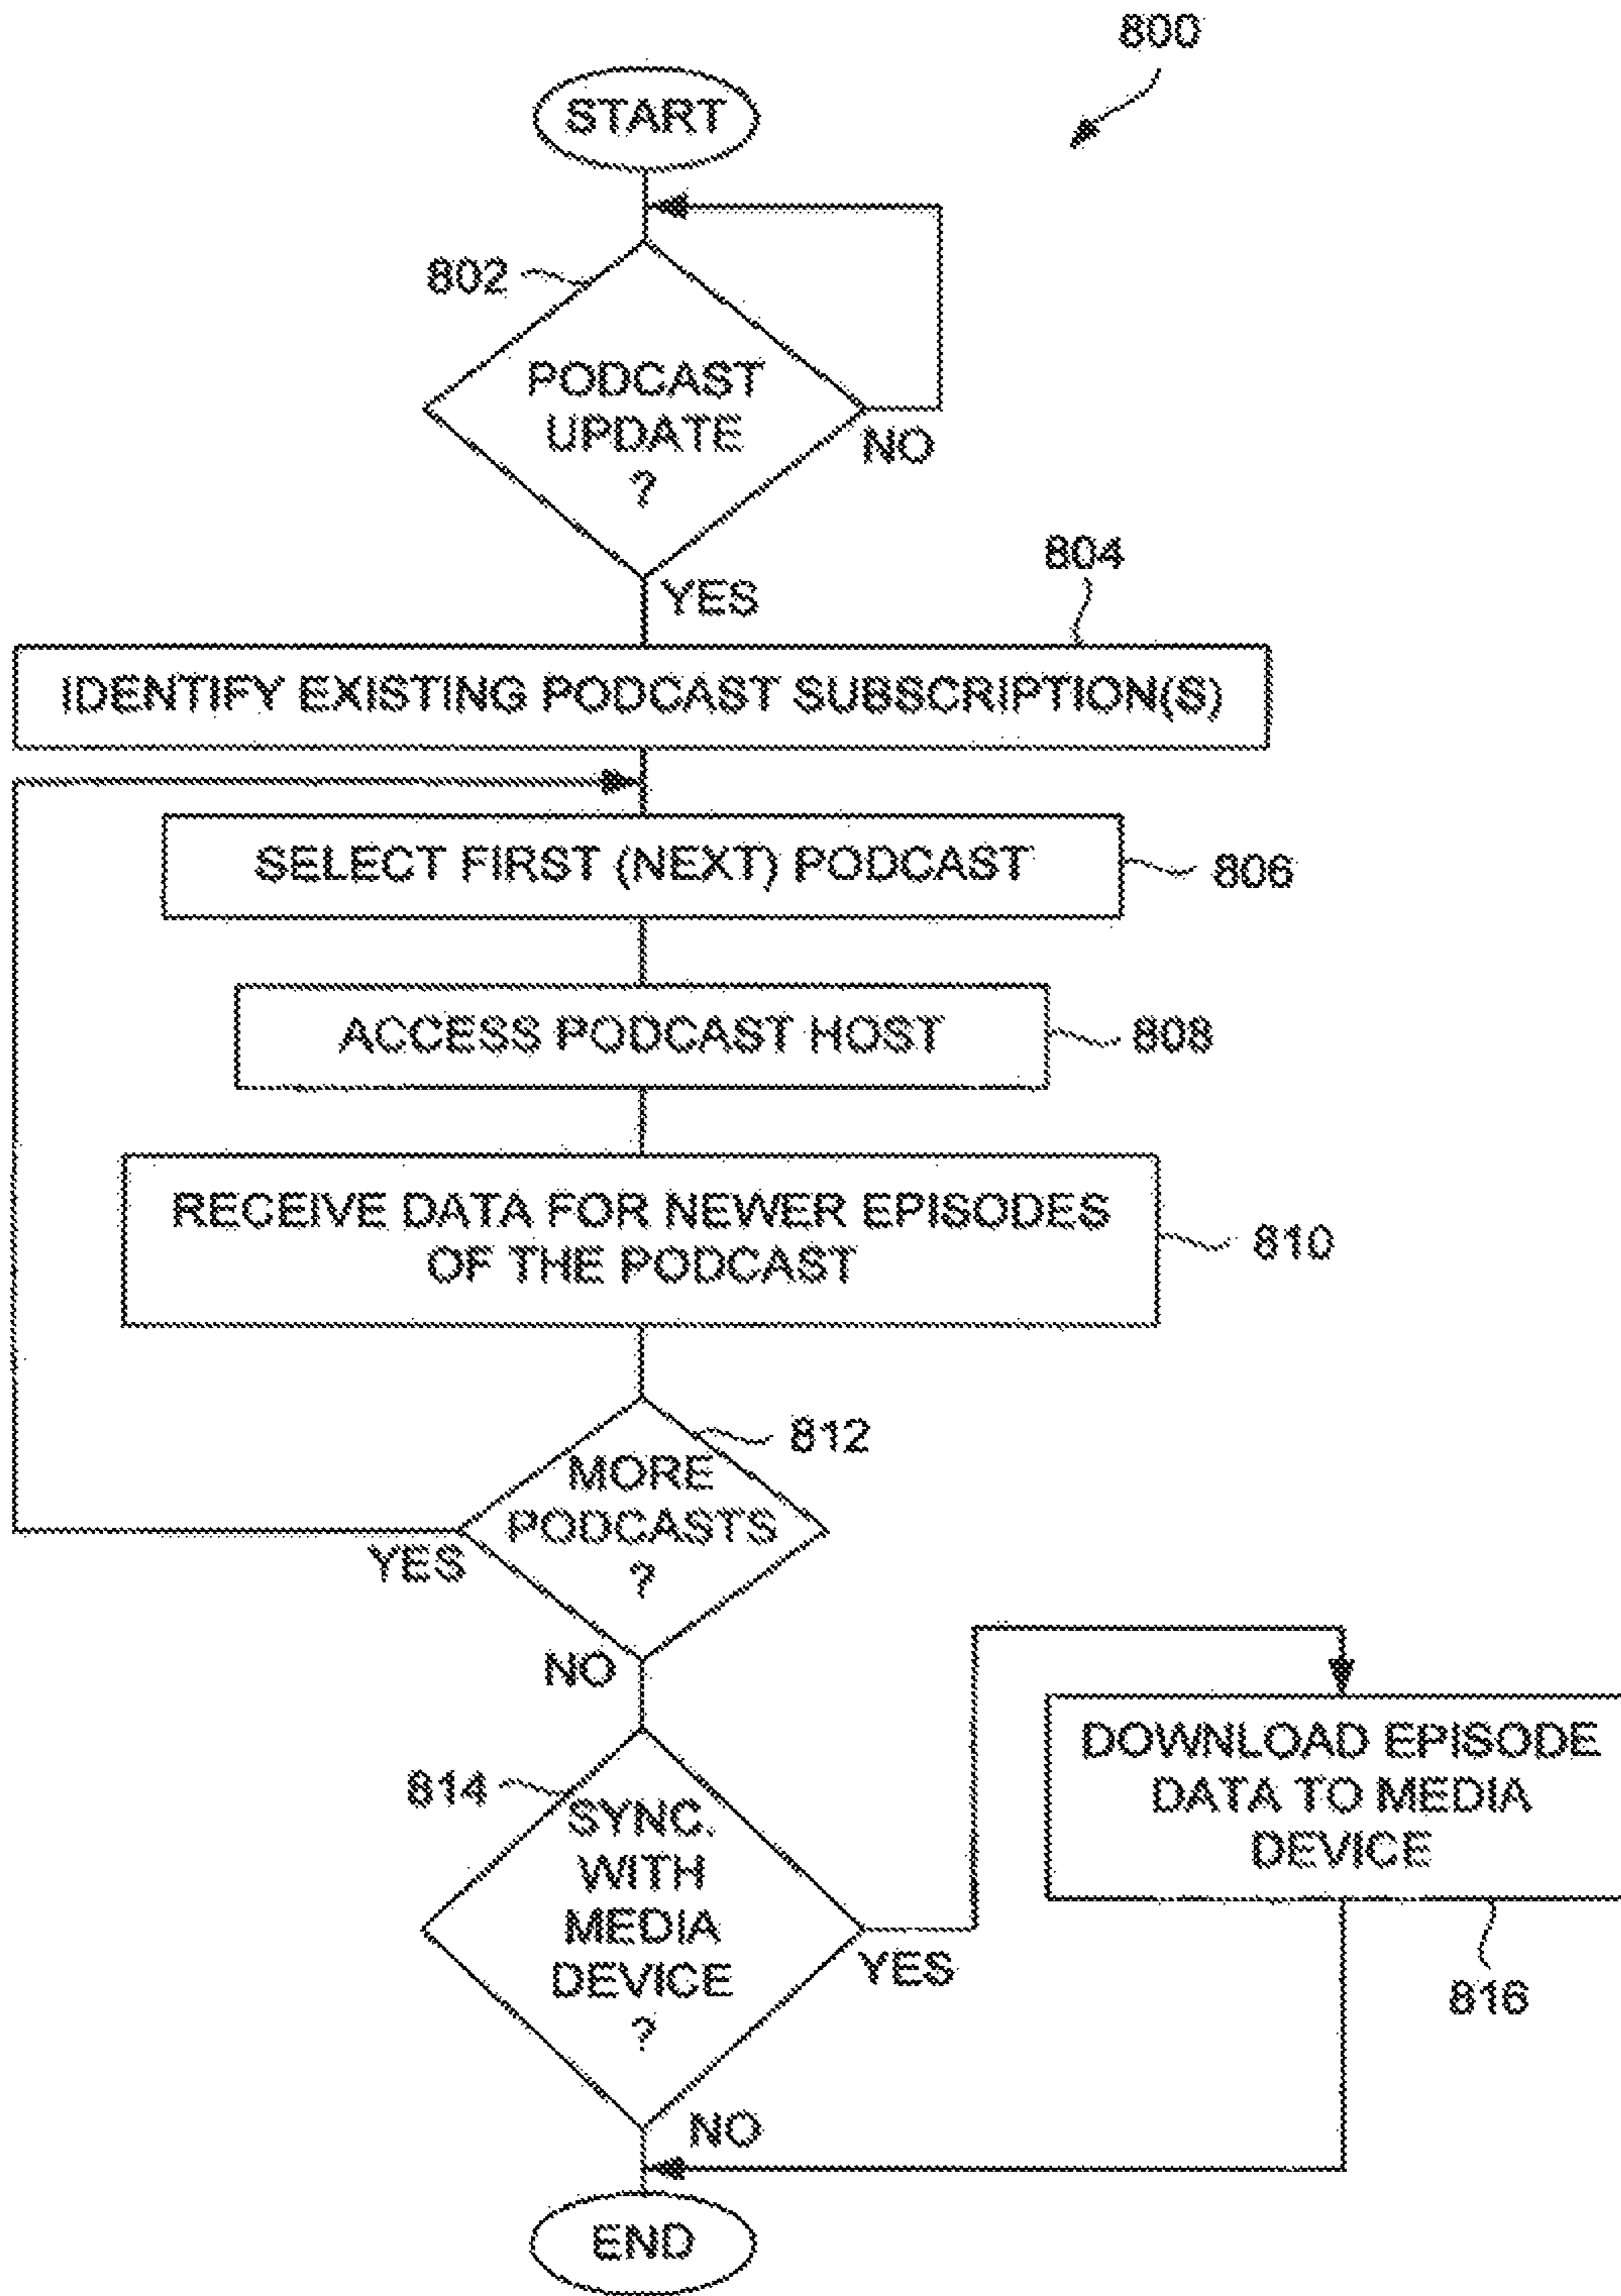 800
START
802
PODCAST
UPDATE
?
NO
YES
804
IDENTIFY EXISTING PODCAST SUBSCRIPTION(S)
SELECT FIRST (NEXT) PODCAST
806
ACCESS PODCAST HOST
808
RECEIVE DATA FOR NEWER EPISODES
OF THE PODCAST
810
812
MORE
PODCASTS
?
YES
NO
814
SYNC.
WITH
MEDIA
DEVICE
?
YES
DOWNLOAD EPISODE
DATA TO MEDIA
DEVICE
816
NO
END